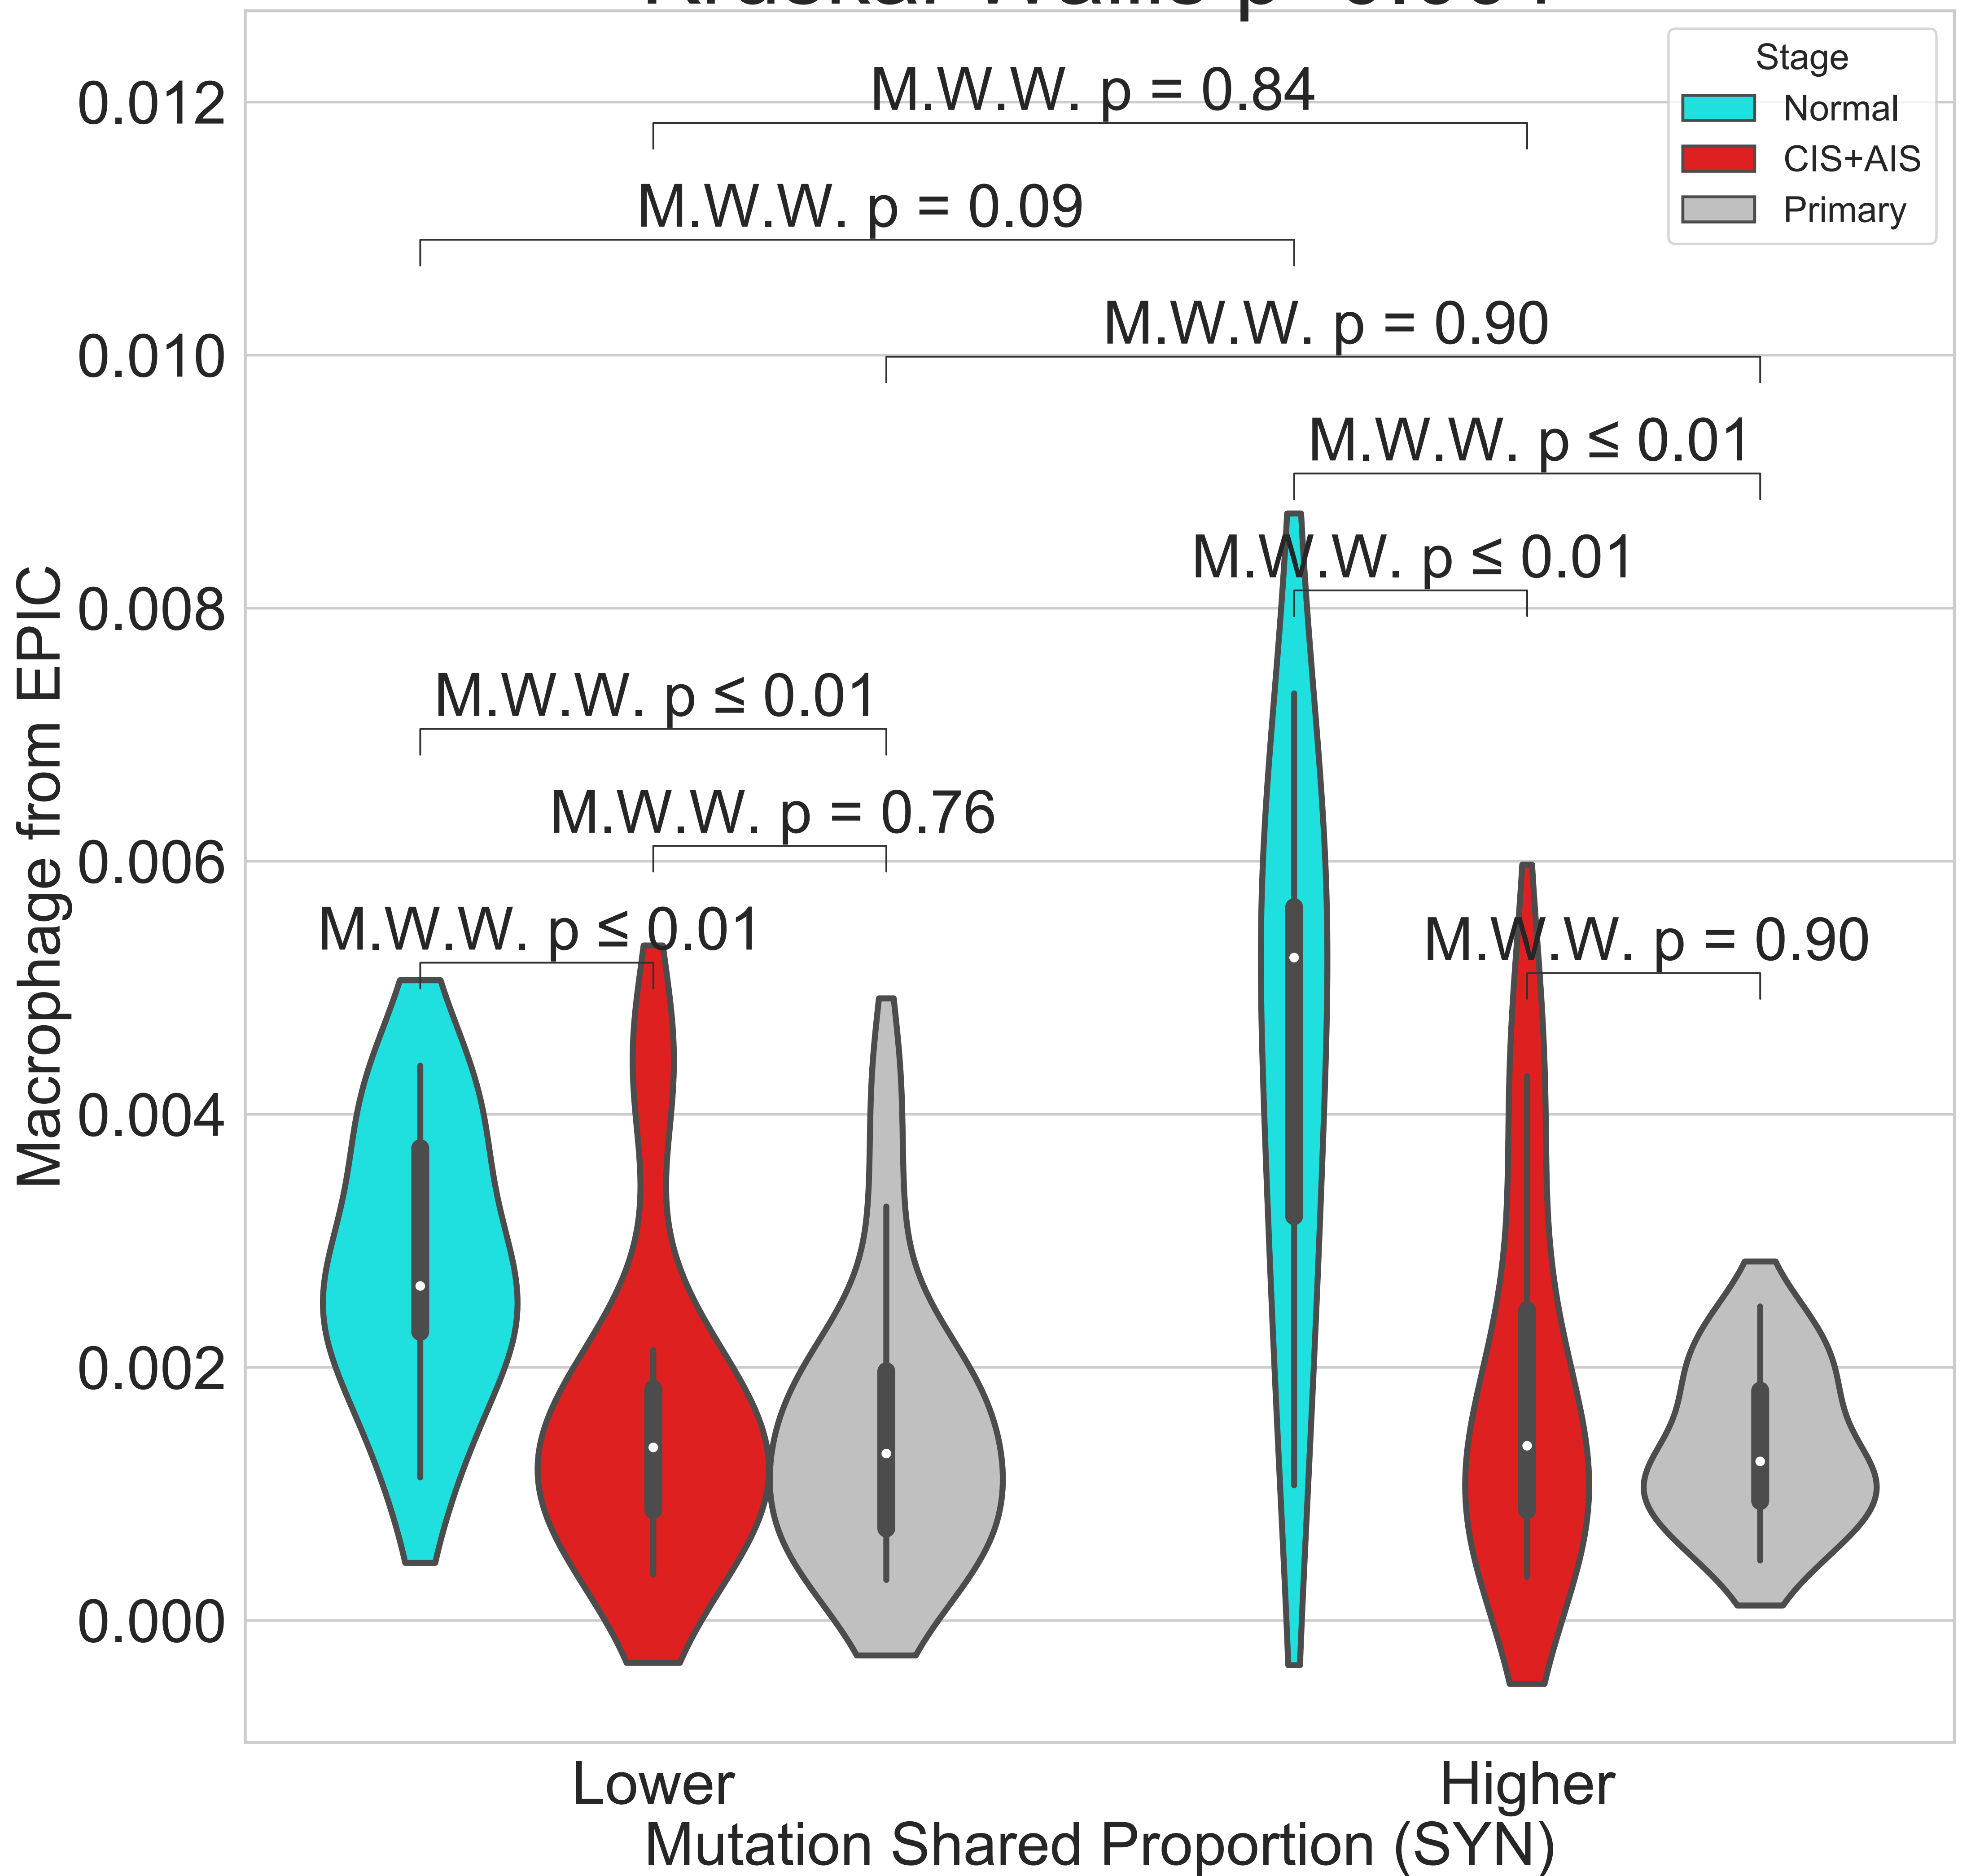 Stage
Normal
CIS+AIS
Primary
M.W.W. p = 0.84
M.W.W. p = 0.09
M.W.W. p = 0.90
M.W.W. p ≤ 0.01
M.W.W. p ≤ 0.01
M.W.W. p ≤ 0.01
M.W.W. p = 0.76
M.W.W. p ≤ 0.01
M.W.W. p = 0.90
0.012
0.010
0.008
0.006
0.004
0.002
0.000
Macrophage from EPIC
Lower
Higher
Mutation Shared Proportion (SYN)